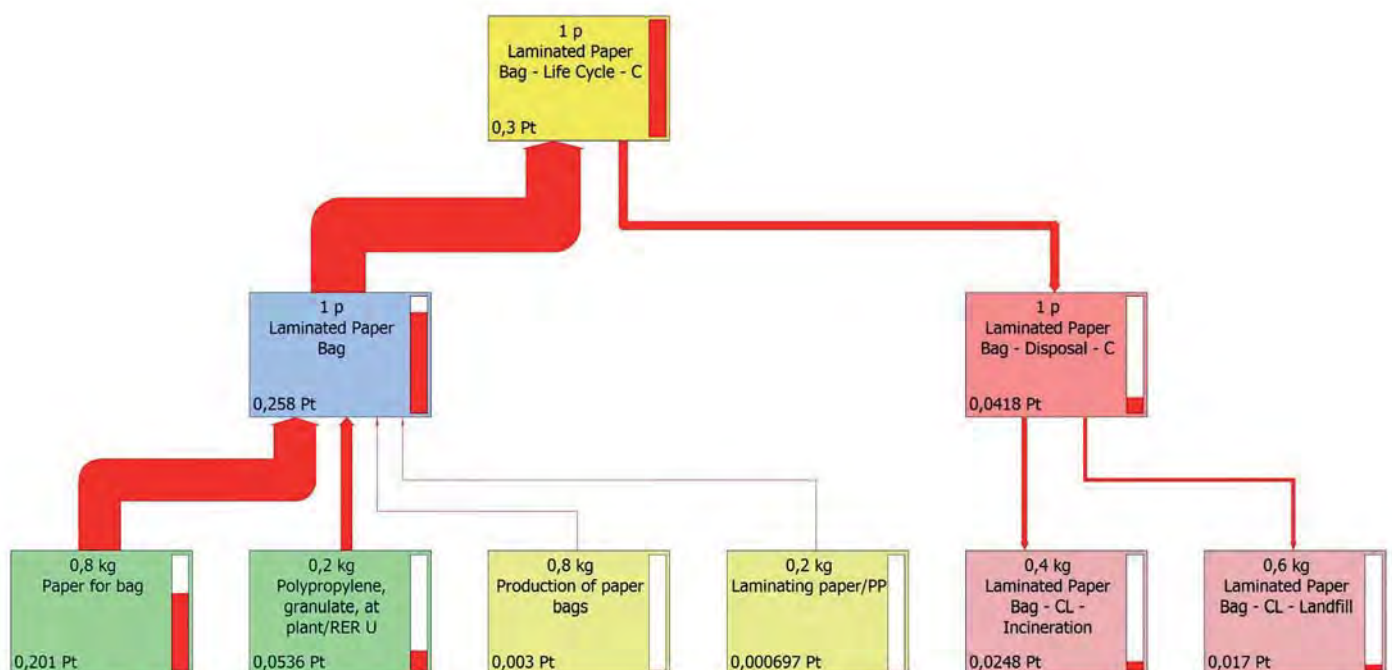 1 p
Laminated Paper
Bag - Life Cycle - C
0,3 Pt
1 p
Laminated Paper
Bag
0,258 Pt
1 p
Laminated Paper
Bag - Disposal - C
0,0418 Pt
0,8 kg
Paper for bag
0,201 Pt
0,2 kg
Polypropylene,
granulate, at
plant/RER U
0,0536 Pt
0,8 kg
Production of paper
bags
0,003 Pt
0,2 kg
Laminating paper/PP
0,000697 Pt
0,4 kg
Laminated Paper
Bag - CL -
Incineration
0,0248 Pt
0,6 kg
Laminated Paper
Bag - CL - Landfill
0,017 Pt